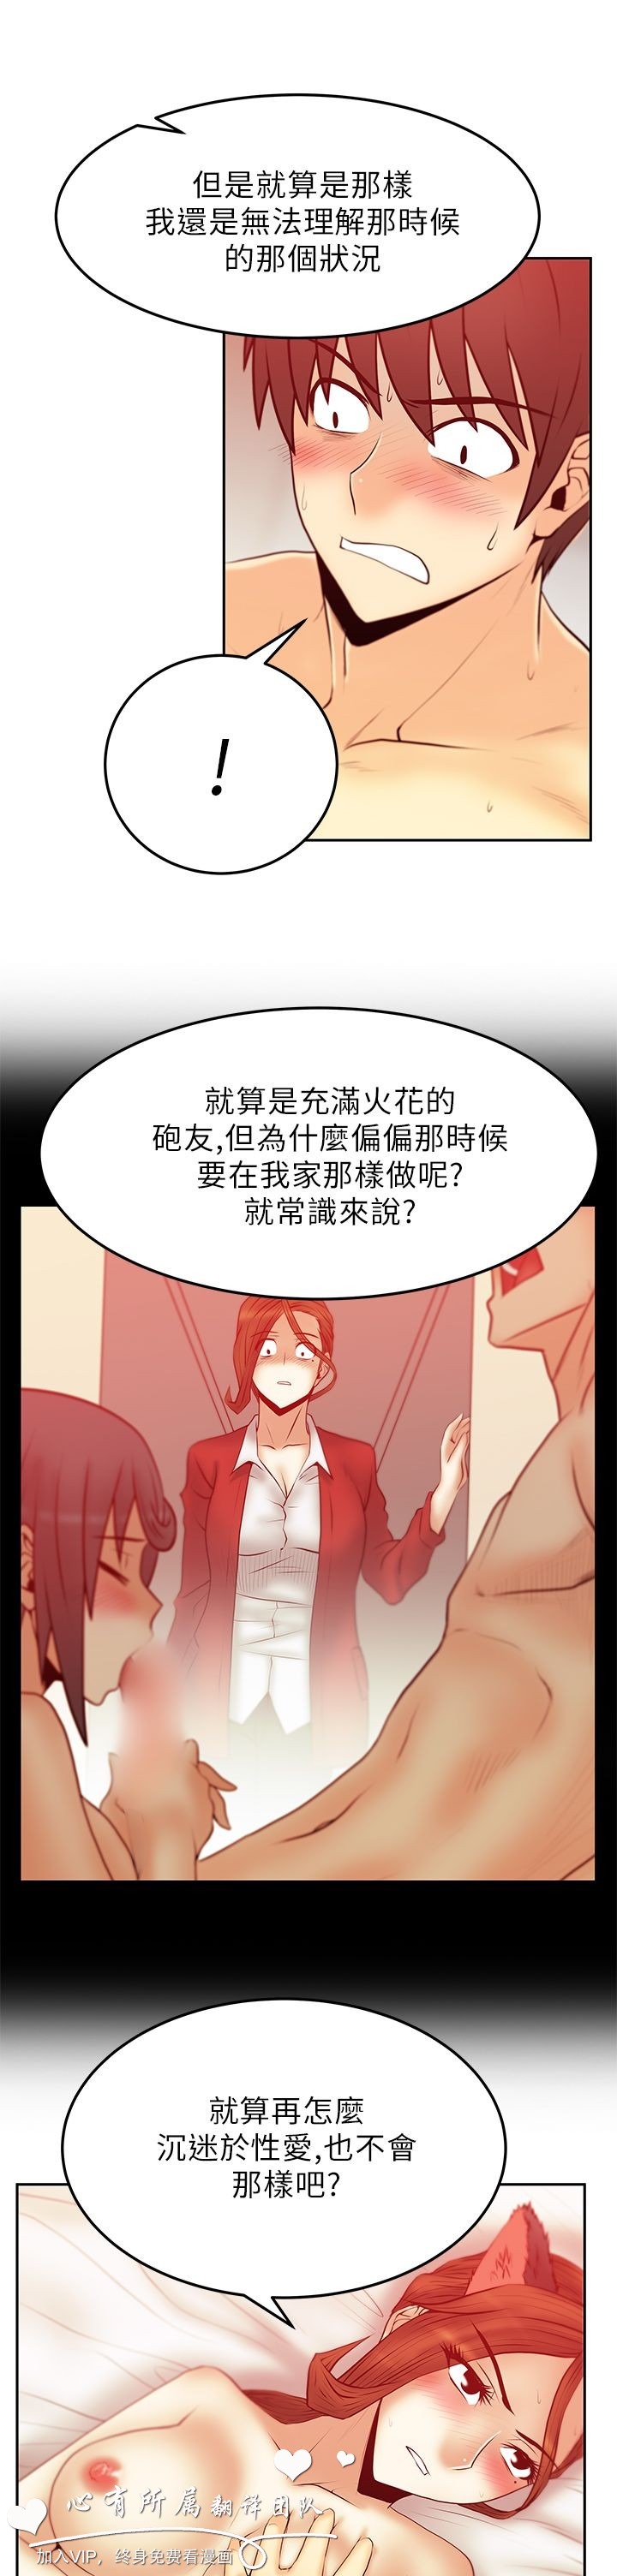 但是就算是那樣
我還是無法理解那時候
的那個狀況
!
就算是充滿火花的
砲友,但為什麼偏偏那時候
要在我家那樣做呢?
就常識來說?
就算再怎麼
沉迷於性愛,也不會
那樣吧?
心有所属翻译团队
加入VIP，终身免费看漫画